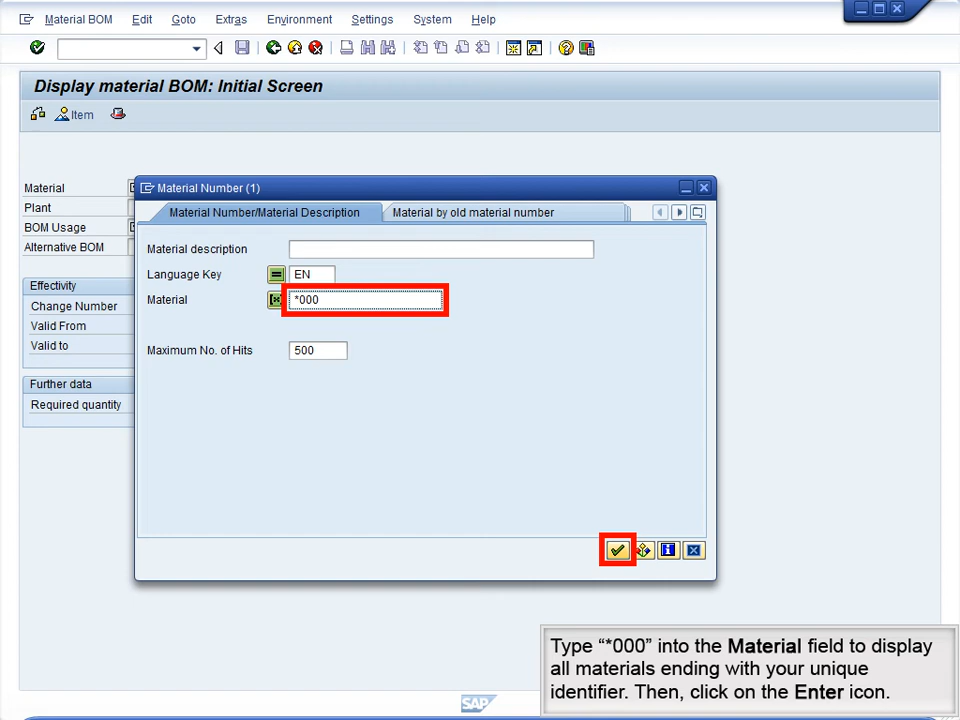 Material BOM Edit Goto Extras Environment Settings System Help
Display material BOM: Initial Screen
Item
Material
Plant
BOM Usage
Alternative BOM
Effectivity
Change Number
Valid From
Valid to
Further data
Required quantity
Material Number (1)
Material Number/Material Description Material by old material number
Material description
Language Key EN
Material *000
Maximum No. of Hits 500
Type “*000” into the Material field to display
all materials ending with your unique
identifier. Then, click on the Enter icon.
SAP